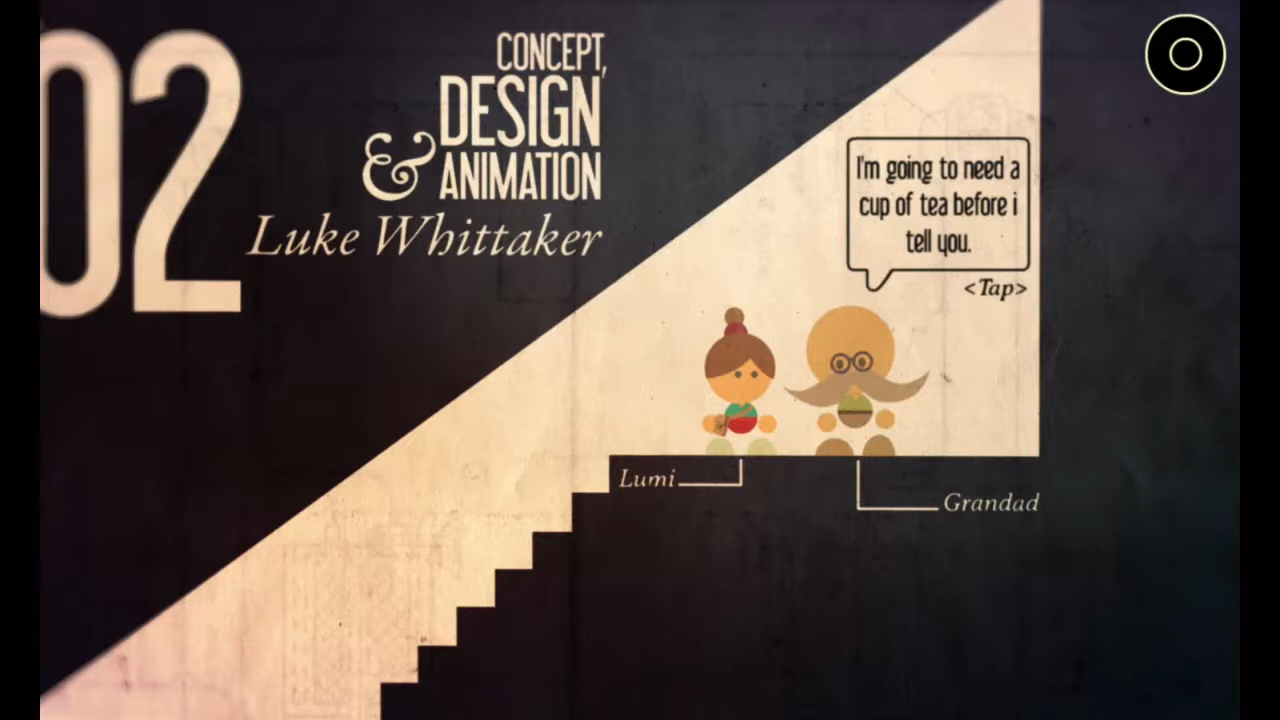 02
CONCEPT,
DESIGN
& ANIMATION
Luke Whittaker
I'm going to need a
cup of tea before i
tell you.
<Tap>
Lumi
Grandad